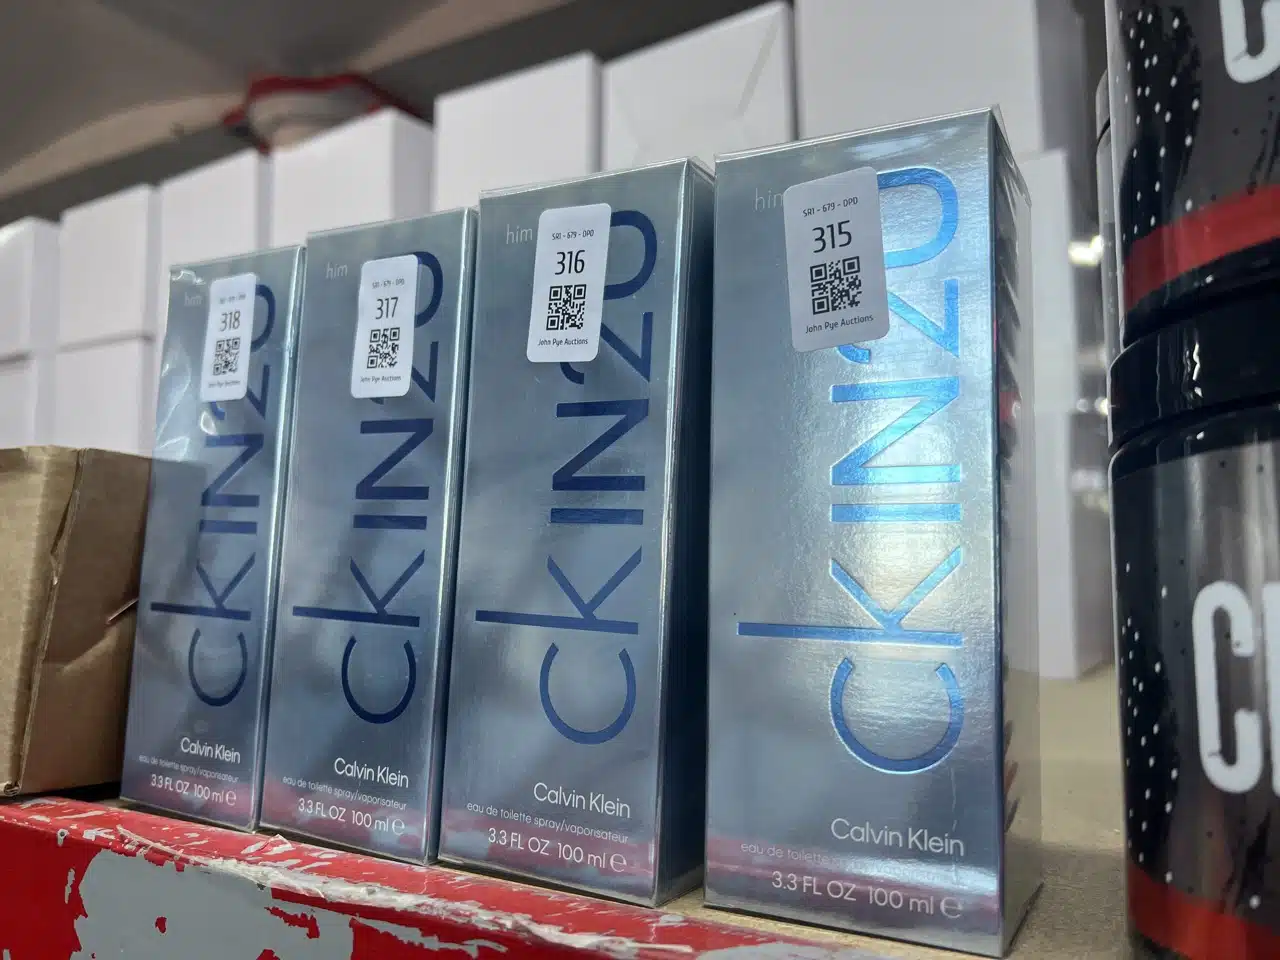 him
SR1 - 679 - DPD
318
John Pye Auctions
ckIN2U
Calvin Klein
eau de toilette spray/vaporisateur
3.3 FL OZ 100 ml ℮
him
SR1 - 679 - DPD
317
John Pye Auctions
ckIN2U
Calvin Klein
eau de toilette spray/vaporisateur
3.3 FL OZ 100 ml ℮
him
SR1 - 679 - DPD
316
John Pye Auctions
ckIN2U
Calvin Klein
eau de toilette spray/vaporisateur
3.3 FL OZ 100 ml ℮
him
SR1 - 679 - DPD
315
John Pye Auctions
ckIN2U
Calvin Klein
eau de toilette
3.3 FL OZ 100 ml ℮